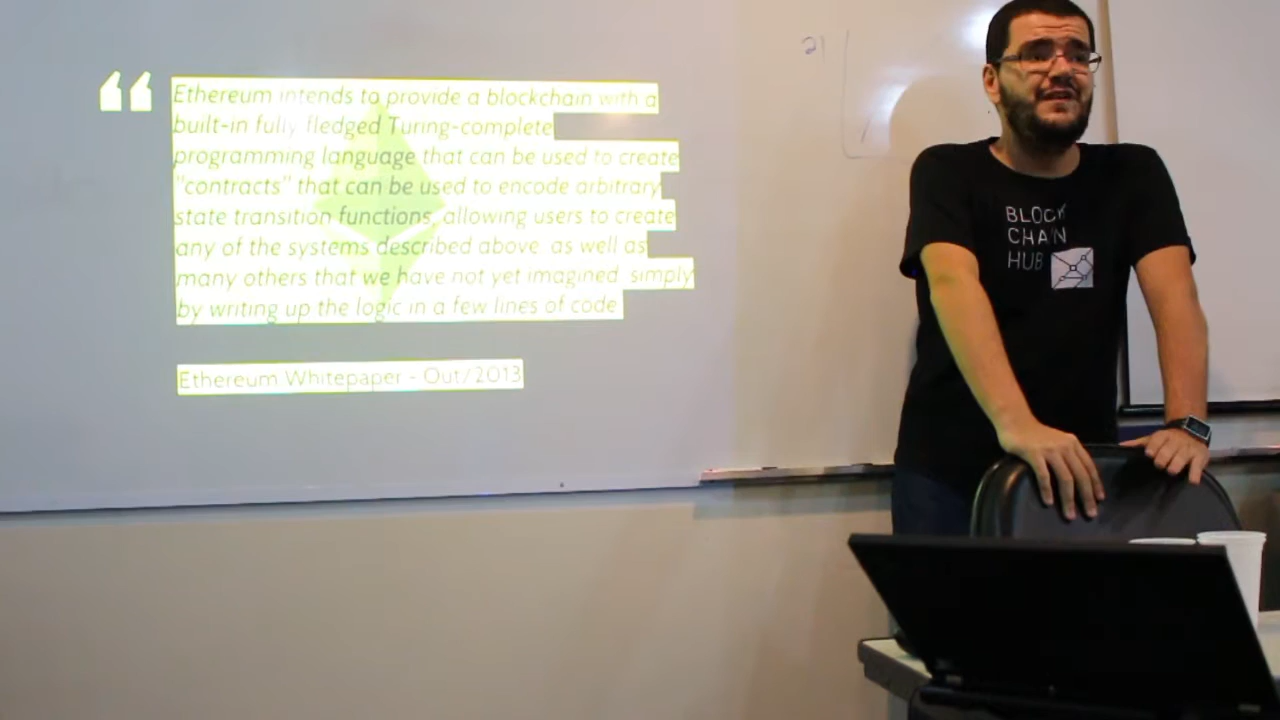 ❝
Ethereum intends to provide a blockchain with a
built-in fully fledged Turing-complete
programming language that can be used to create
"contracts" that can be used to encode arbitrary
state transition functions, allowing users to create
any of the systems described above, as well as
many others that we have not yet imagined, simply
by writing up the logic in a few lines of code
Ethereum Whitepaper - Out/2013
BLOCK
CHAIN
HUB